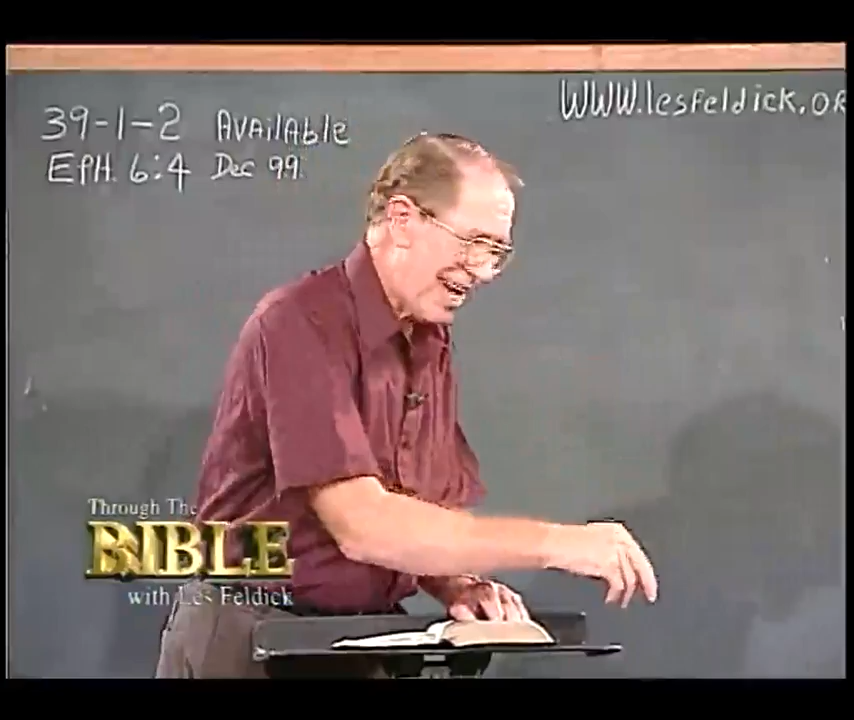 39-1-2 AVAilAble
EPH. 6:4 Dec 99
WWW.lesfeldick.OR
Through The
BIBLE
with Les Feldick